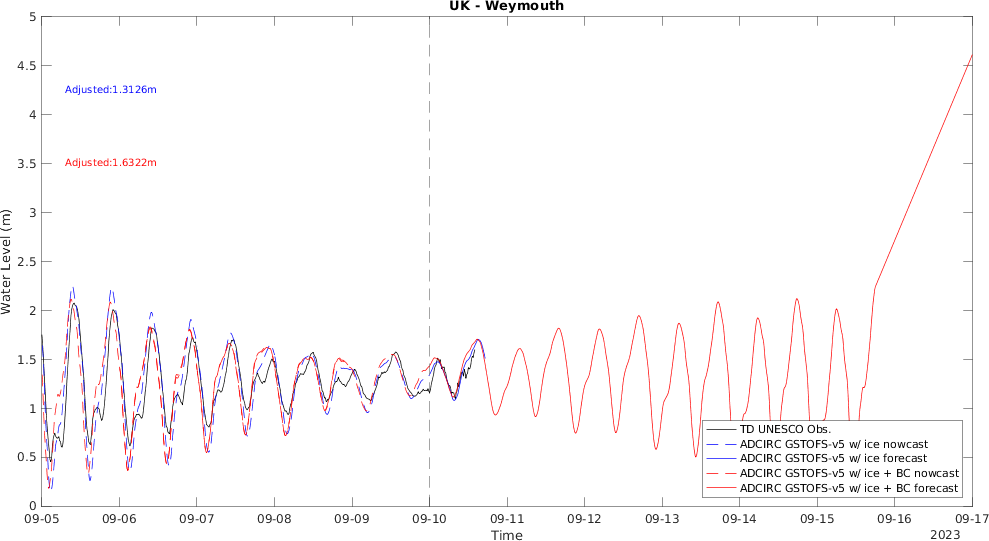 UK - Weymouth
5
4.5
4
3.5
3
2.5
2
1.5
1
0.5
0
Water Level (m)
Adjusted:1.3126m
Adjusted:1.6322m
TD UNESCO Obs.
ADCIRC GSTOFS-v5 w/ ice nowcast
ADCIRC GSTOFS-v5 w/ ice forecast
ADCIRC GSTOFS-v5 w/ ice + BC nowcast
ADCIRC GSTOFS-v5 w/ ice + BC forecast
09-05 09-06 09-07 09-08 09-09 09-10 09-11 09-12 09-13 09-14 09-15 09-16 09-17
Time
2023